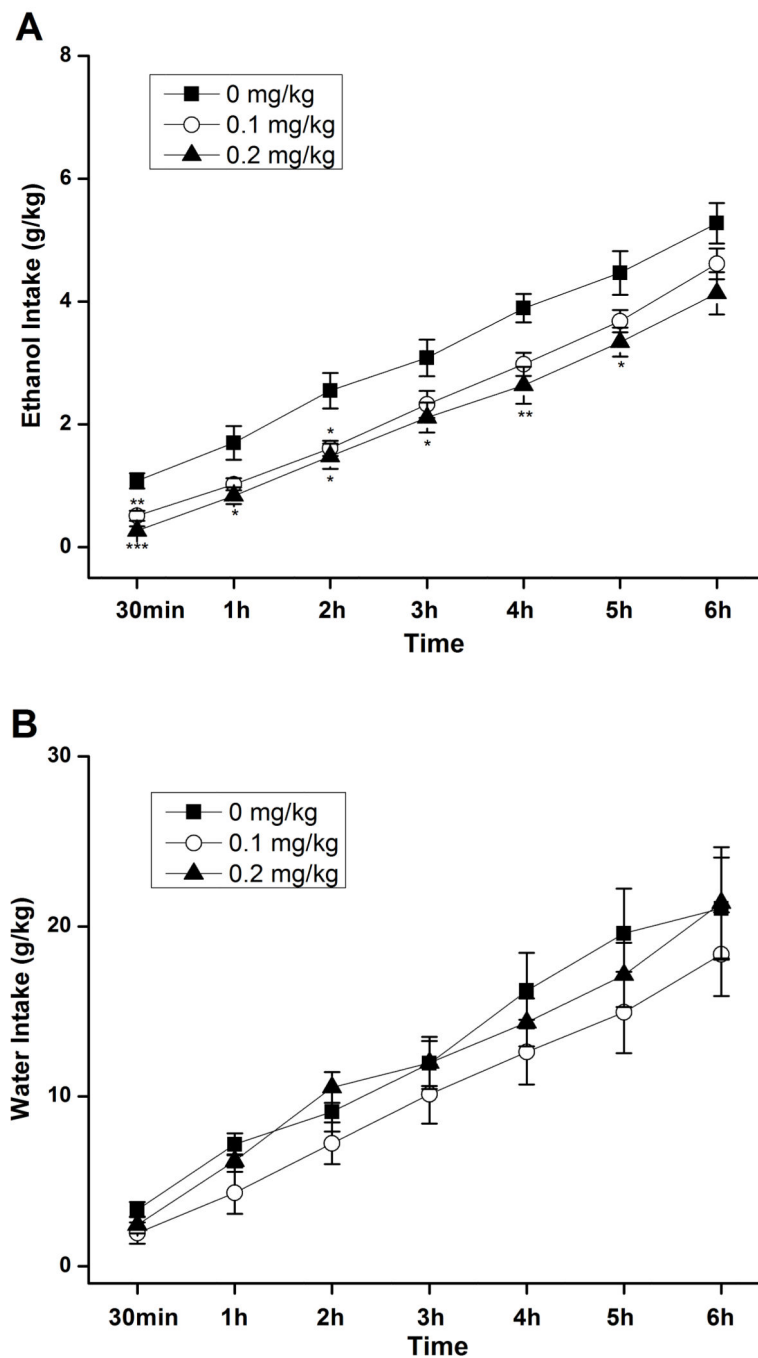 A
8
0 mg/kg
0.1 mg/kg
0.2 mg/kg
6
4
2
0
Ethanol Intake (g/kg)
**
***
*
*
*
*
**
*
30min 1h 2h 3h 4h 5h 6h
Time
B
30
0 mg/kg
0.1 mg/kg
0.2 mg/kg
20
10
0
Water Intake (g/kg)
30min 1h 2h 3h 4h 5h 6h
Time